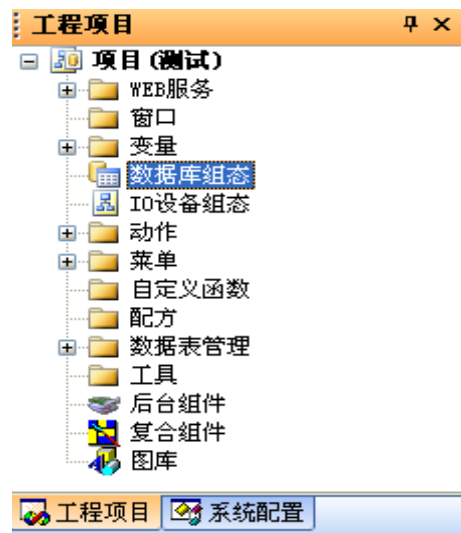 工程项目
项目(测试)
WEB服务
窗口
变量
数据库组态
IO设备组态
动作
菜单
自定义函数
配方
数据表管理
工具
后台组件
复合组件
图库
工程项目 系统配置